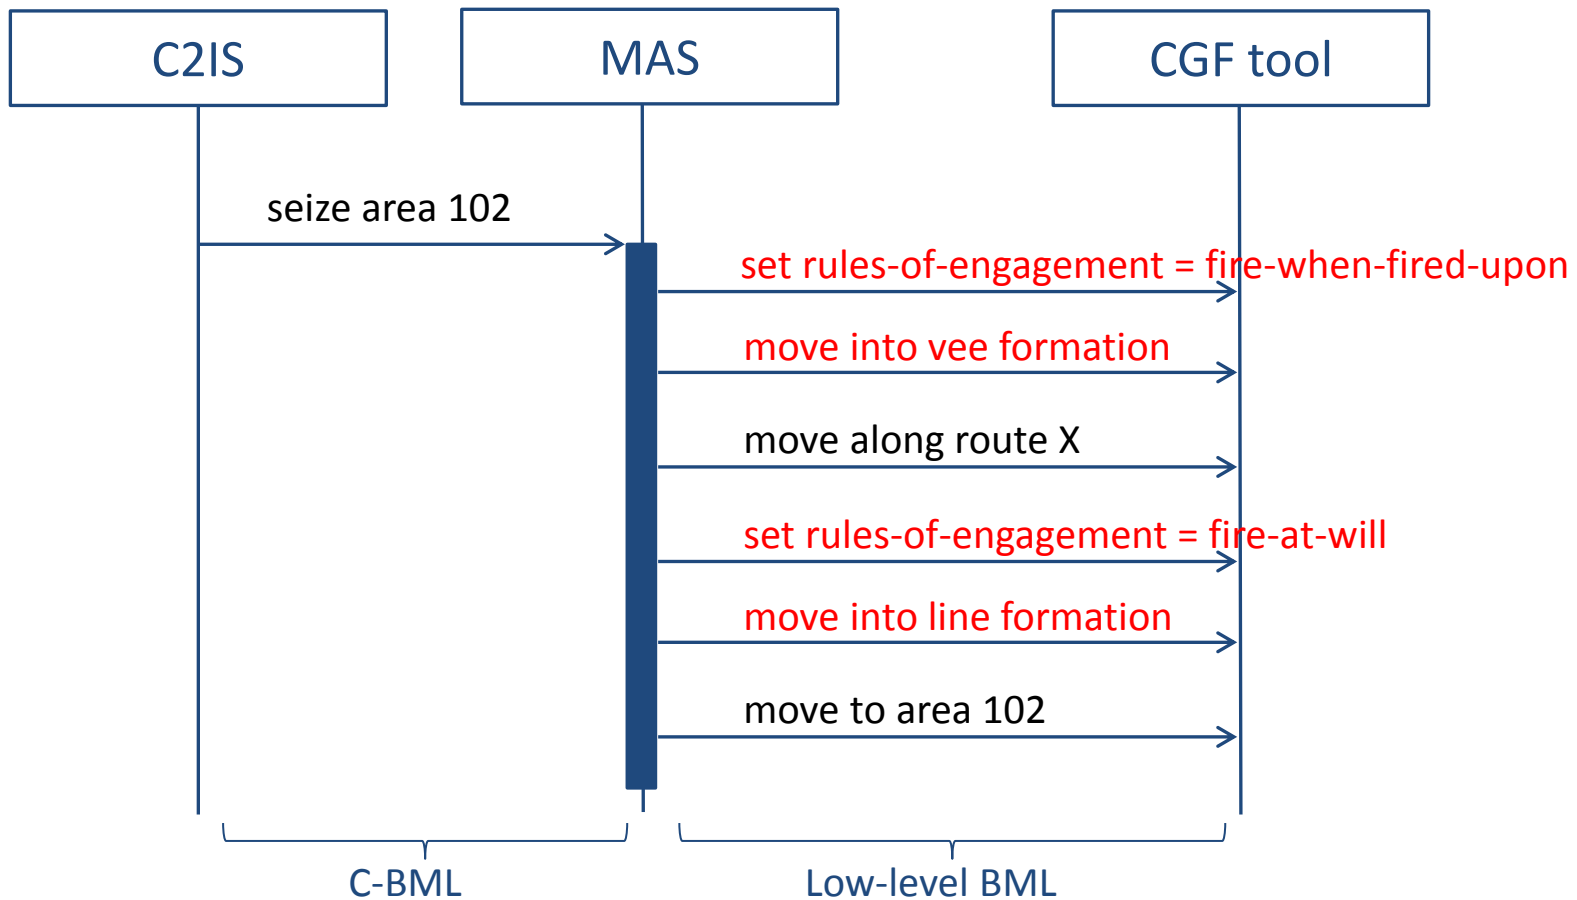 C2IS
MAS
CGF tool
seize area 102
set rules-of-engagement = fire-when-fired-upon
move into vee formation
move along route X
set rules-of-engagement = fire-at-will
move into line formation
move to area 102
C-BML
Low-level BML